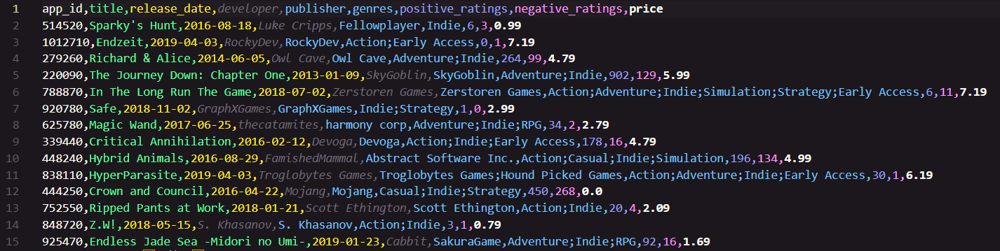 1 app_id,title,release_date,developer,publisher,genres,positive_ratings,negative_ratings,price
2 514520,Sparky's Hunt,2016-08-18,Luke Cripps,Fellowplayer,Indie,6,3,0.99
3 1012710,Endzeit,2019-04-03,RockyDev,RockyDev,Action;Early Access,0,1,7.19
4 279260,Richard & Alice,2014-06-05,Owl Cave,Owl Cave,Adventure;Indie,264,99,4.79
5 220090,The Journey Down: Chapter One,2013-01-09,SkyGoblin,SkyGoblin,Adventure;Indie,902,129,5.99
6 788870,In The Long Run The Game,2018-07-02,Zerstoren Games,Zerstoren Games,Action;Adventure;Indie;Simulation;Strategy;Early Access,6,11,7.19
7 920780,Safe,2018-11-02,GraphXGames,GraphXGames,Indie;Strategy,1,0,2.99
8 625780,Magic Wand,2017-06-25,thecatamites,harmony corp,Adventure;Indie;RPG,34,2,2.79
9 339440,Critical Annihilation,2016-02-12,Devoga,Devoga,Action;Indie;Early Access,178,16,4.79
10 448240,Hybrid Animals,2016-08-29,FamishedMammal,Abstract Software Inc.,Action;Casual;Indie;Simulation,196,134,4.99
11 838110,HyperParasite,2019-04-03,Troglobytes Games,Troglobytes Games;Hound Picked Games,Action;Adventure;Indie;Early Access,30,1,6.19
12 444250,Crown and Council,2016-04-22,Mojang,Mojang,Casual;Indie;Strategy,450,268,0.0
13 752550,Ripped Pants at Work,2018-01-21,Scott Ethington,Scott Ethington,Action;Indie,20,4,2.09
14 848720,Z.W!,2018-05-15,S. Khasanov,S. Khasanov,Action;Indie,3,1,0.79
15 925470,Endless Jade Sea -Midori no Umi-,2019-01-23,Cabbit,SakuraGame,Adventure;Indie;RPG,92,16,1.69